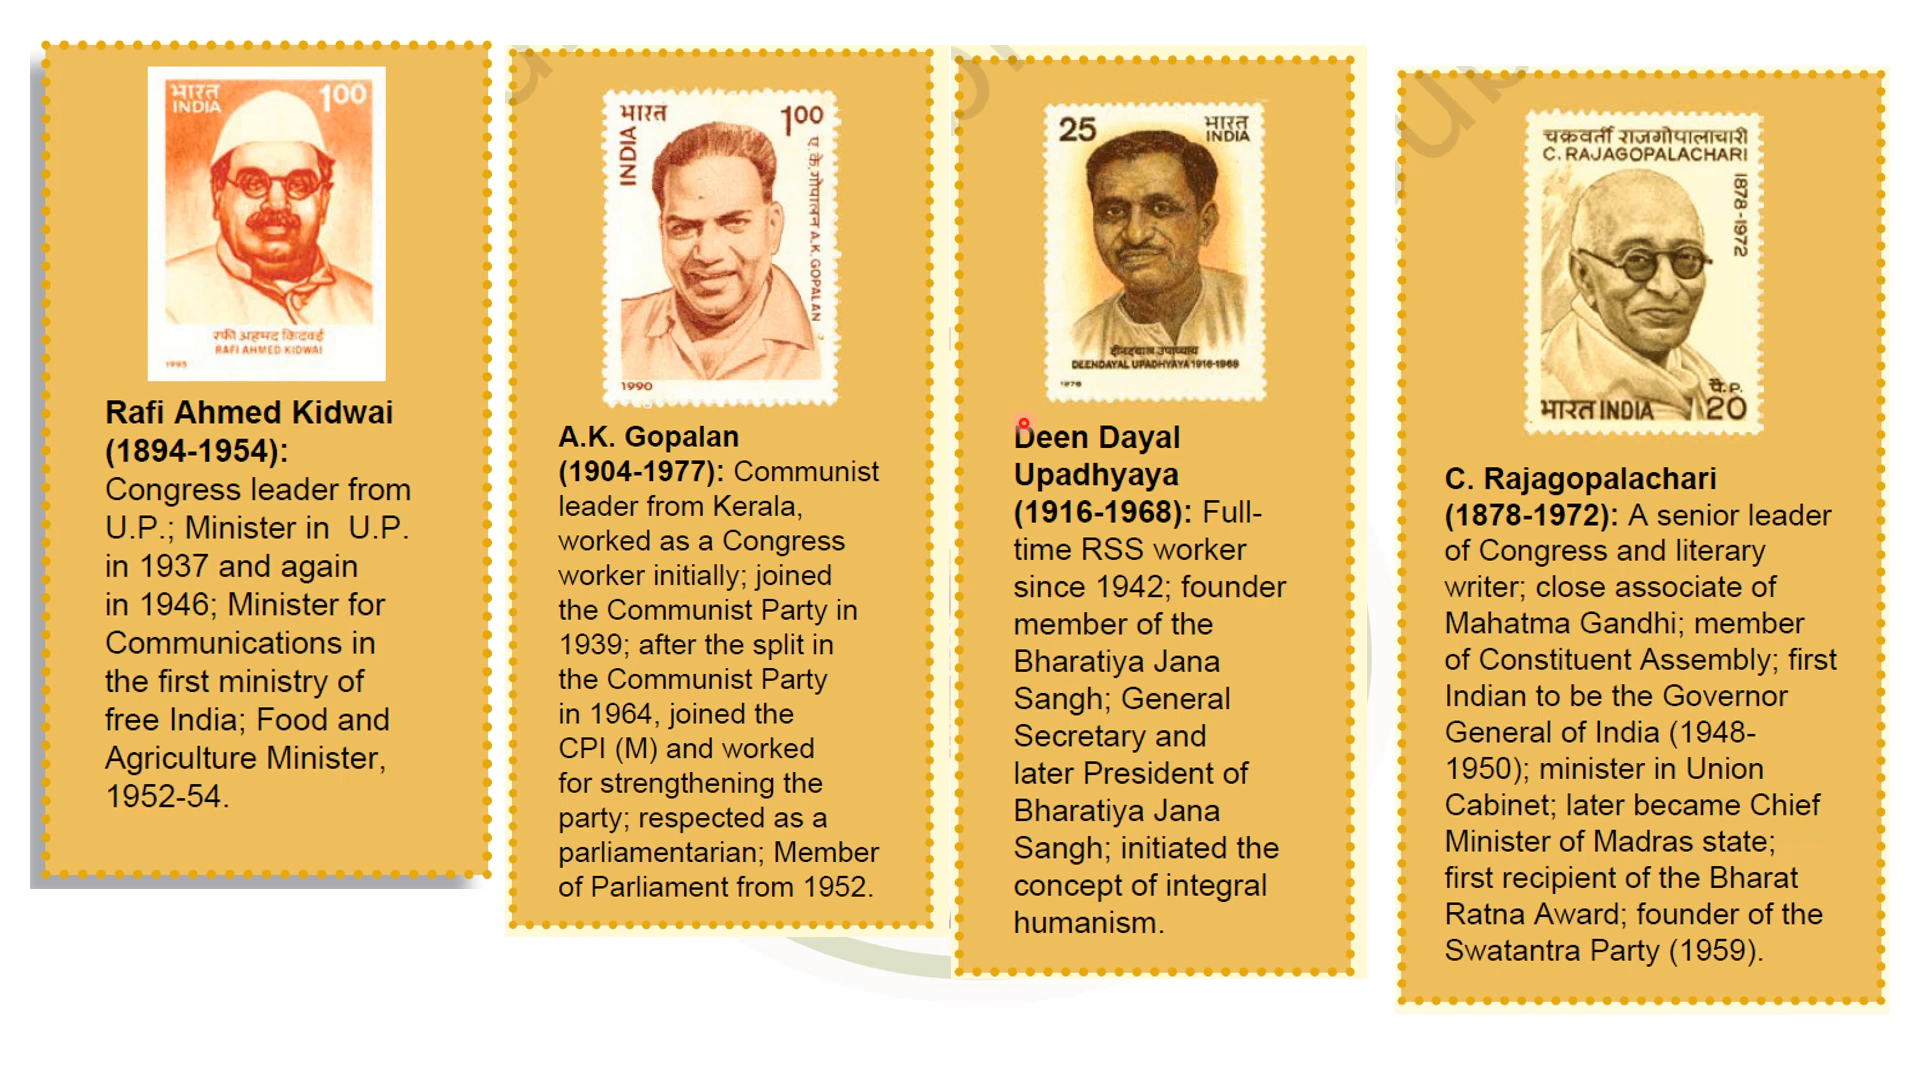 भारत
INDIA
1.00
रफी अहमद किदवई
RAFI AHMED KIDWAI
1995
Rafi Ahmed Kidwai
(1894-1954):
Congress leader from
U.P.; Minister in U.P.
in 1937 and again
in 1946; Minister for
Communications in
the first ministry of
free India; Food and
Agriculture Minister,
1952-54.
भारत
INDIA
1.00
ए. के. गोपालन A.K. GOPALAN
1990
A.K. Gopalan
(1904-1977): Communist
leader from Kerala,
worked as a Congress
worker initially; joined
the Communist Party in
1939; after the split in
the Communist Party
in 1964, joined the
CPI (M) and worked
for strengthening the
party; respected as a
parliamentarian; Member
of Parliament from 1952.
25
भारत
INDIA
दीनदयाल उपाध्याय
DEENDAYAL UPADHYAYA 1916-1968
1978
Deen Dayal
Upadhyaya
(1916-1968): Full-
time RSS worker
since 1942; founder
member of the
Bharatiya Jana
Sangh; General
Secretary and
later President of
Bharatiya Jana
Sangh; initiated the
concept of integral
humanism.
चक्रवर्ती राजगोपालाचारी
C. RAJAGOPALACHARI
1878-1972
पै. P.
भारत INDIA 20
C. Rajagopalachari
(1878-1972): A senior leader
of Congress and literary
writer; close associate of
Mahatma Gandhi; member
of Constituent Assembly; first
Indian to be the Governor
General of India (1948-
1950); minister in Union
Cabinet; later became Chief
Minister of Madras state;
first recipient of the Bharat
Ratna Award; founder of the
Swatantra Party (1959).